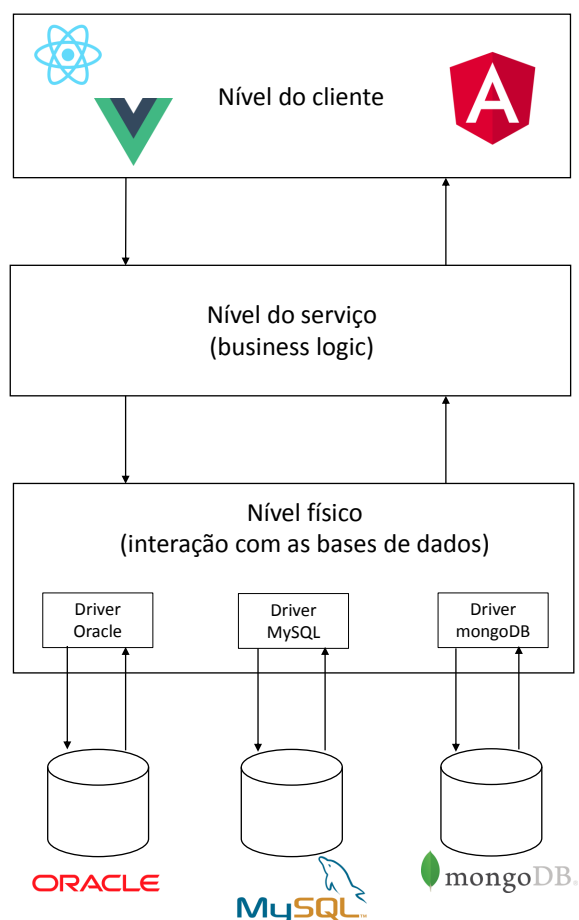 Nível do cliente
Nível do serviço
(business logic)
Nível físico
(interação com as bases de dados)
Driver
Oracle
Driver
MySQL
Driver
mongoDB
ORACLE
MySQL™
mongoDB®